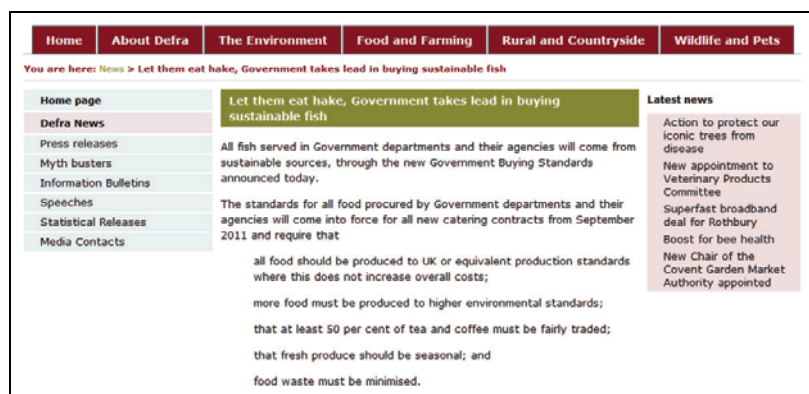 Home About Defra The Environment Food and Farming Rural and Countryside Wildlife and Pets
You are here: News > Let them eat hake, Government takes lead in buying sustainable fish
Home page
Defra News
Press releases
Myth busters
Information Bulletins
Speeches
Statistical Releases
Media Contacts
Let them eat hake, Government takes lead in buying
sustainable fish
All fish served in Government departments and their agencies will come from
sustainable sources, through the new Government Buying Standards
announced today.
The standards for all food procured by Government departments and their
agencies will come into force for all new catering contracts from September
2011 and require that
all food should be produced to UK or equivalent production standards
where this does not increase overall costs;
more food must be produced to higher environmental standards;
that at least 50 per cent of tea and coffee must be fairly traded;
that fresh produce should be seasonal; and
food waste must be minimised.
Latest news
Action to protect our
iconic trees from
disease
New appointment to
Veterinary Products
Committee
Superfast broadband
deal for Rothbury
Boost for bee health
New Chair of the
Covent Garden Market
Authority appointed